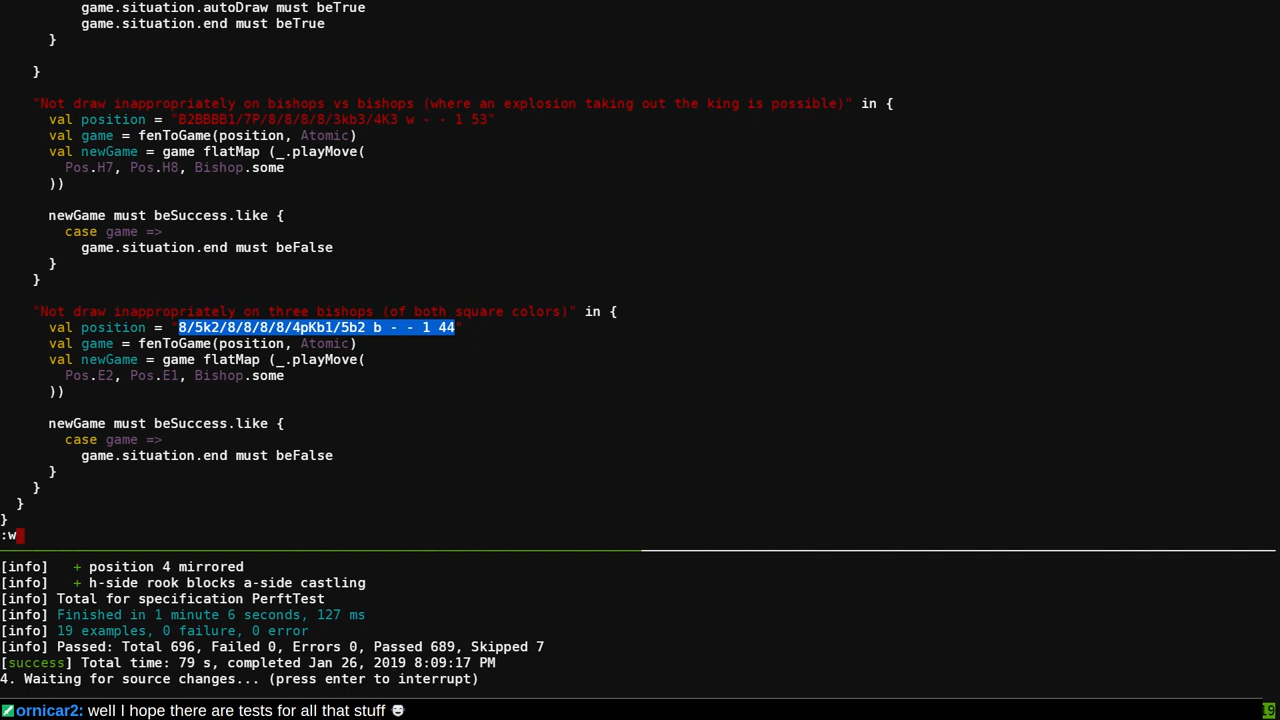 game.situation.autoDraw must beTrue
game.situation.end must beTrue
}
}
"Not draw inappropriately on bishops vs bishops (where an explosion taking out the king is possible)" in {
val position = "B2BBBB1/7P/8/8/8/8/3kb3/4K3 w - - 1 53"
val game = fenToGame(position, Atomic)
val newGame = game flatMap (_.playMove(
Pos.H7, Pos.H8, Bishop.some
))
newGame must beSuccess.like {
case game =>
game.situation.end must beFalse
}
}
"Not draw inappropriately on three bishops (of both square colors)" in {
val position = "8/5k2/8/8/8/8/4pKb1/5b2 b - - 1 44"
val game = fenToGame(position, Atomic)
val newGame = game flatMap (_.playMove(
Pos.E2, Pos.E1, Bishop.some
))
newGame must beSuccess.like {
case game =>
game.situation.end must beFalse
}
}
}
}
:w
[info]   + position 4 mirrored
[info]   + h-side rook blocks a-side castling
[info] Total for specification PerftTest
[info] Finished in 1 minute 6 seconds, 127 ms
[info] 19 examples, 0 failure, 0 error
[info] Passed: Total 696, Failed 0, Errors 0, Passed 689, Skipped 7
[success] Total time: 79 s, completed Jan 26, 2019 8:09:17 PM
4. Waiting for source changes... (press enter to interrupt)
ornicar2: well I hope there are tests for all that stuff